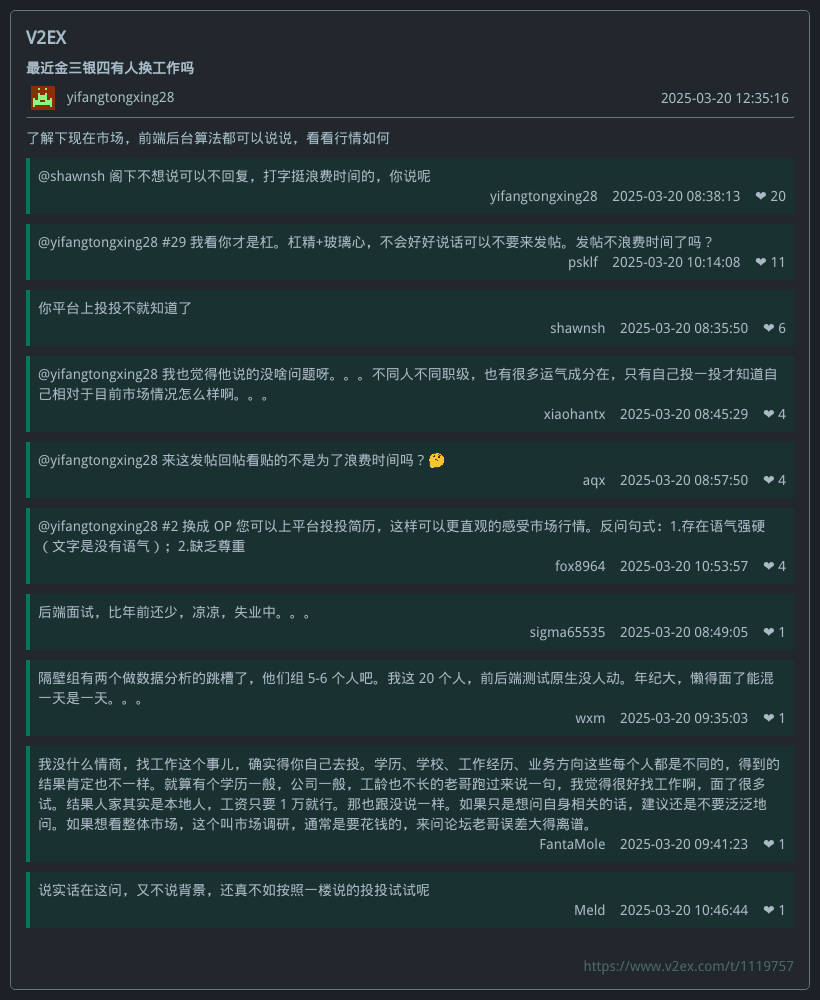 V2EX
最近金三银四有人换工作吗
yifangtongxing28
2025-03-20 12:35:16
了解下现在市场，前端后台算法都可以说说，看看行情如何
@shawnsh 阁下不想说可以不回复，打字挺浪费时间的，你说呢
yifangtongxing28 2025-03-20 08:38:13 ❤ 20
@yifangtongxing28 #29 我看你才是杠。杠精+玻璃心，不会好好说话可以不要来发帖。发帖不浪费时间了吗？
psklf 2025-03-20 10:14:08 ❤ 11
你平台上投投不就知道了
shawnsh 2025-03-20 08:35:50 ❤ 6
@yifangtongxing28 我也觉得他说的没啥问题呀。。。不同人不同职级，也有很多运气成分在，只有自己投一投才知道自
己相对于目前市场情况怎么样啊。。。
xiaohantx 2025-03-20 08:45:29 ❤ 4
@yifangtongxing28 来这发帖回帖看贴的不是为了浪费时间吗？🤔
aqx 2025-03-20 08:57:50 ❤ 4
@yifangtongxing28 #2 换成 OP 您可以上平台投投简历，这样可以更直观的感受市场行情。反问句式：1.存在语气强硬
（文字是没有语气）；2.缺乏尊重
fox8964 2025-03-20 10:53:57 ❤ 4
后端面试，比年前还少，凉凉，失业中。。。
sigma65535 2025-03-20 08:49:05 ❤ 1
隔壁组有两个做数据分析的跳槽了，他们组 5-6 个人吧。我这 20 个人，前后端测试原生没人动。年纪大，懒得面了能混
一天是一天。。。
wxm 2025-03-20 09:35:03 ❤ 1
我没什么情商，找工作这个事儿，确实得你自己去投。学历、学校、工作经历、业务方向这些每个人都是不同的，得到的
结果肯定也不一样。就算有个学历一般，公司一般，工龄也不长的老哥跑过来说一句，我觉得很好找工作啊，面了很多
试。结果人家其实是本地人，工资只要 1 万就行。那也跟没说一样。如果只是想问自身相关的话，建议还是不要泛泛地
问。如果想看整体市场，这个叫市场调研，通常是要花钱的，来问论坛老哥误差大得离谱。
FantaMole 2025-03-20 09:41:23 ❤ 1
说实话在这问，又不说背景，还真不如按照一楼说的投投试试呢
Meld 2025-03-20 10:46:44 ❤ 1
https://www.v2ex.com/t/1119757